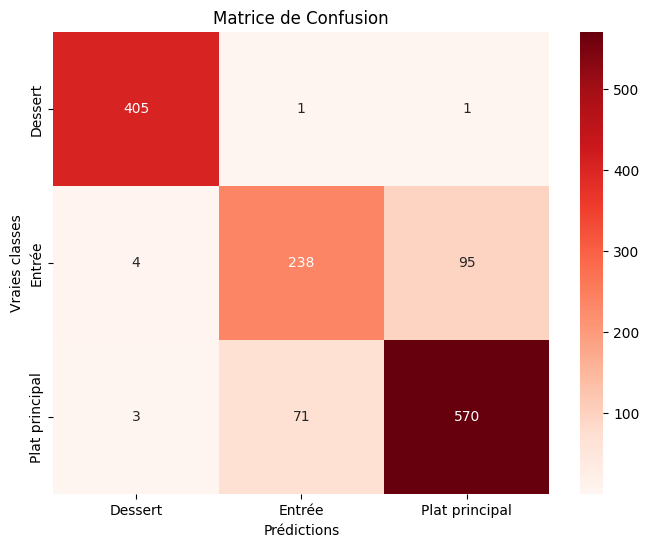 Matrice de Confusion
Dessert
405
1
1
Entrée
4
238
95
Plat principal
3
71
570
Vraies classes
Dessert
Entrée
Plat principal
Prédictions
500
400
300
200
100